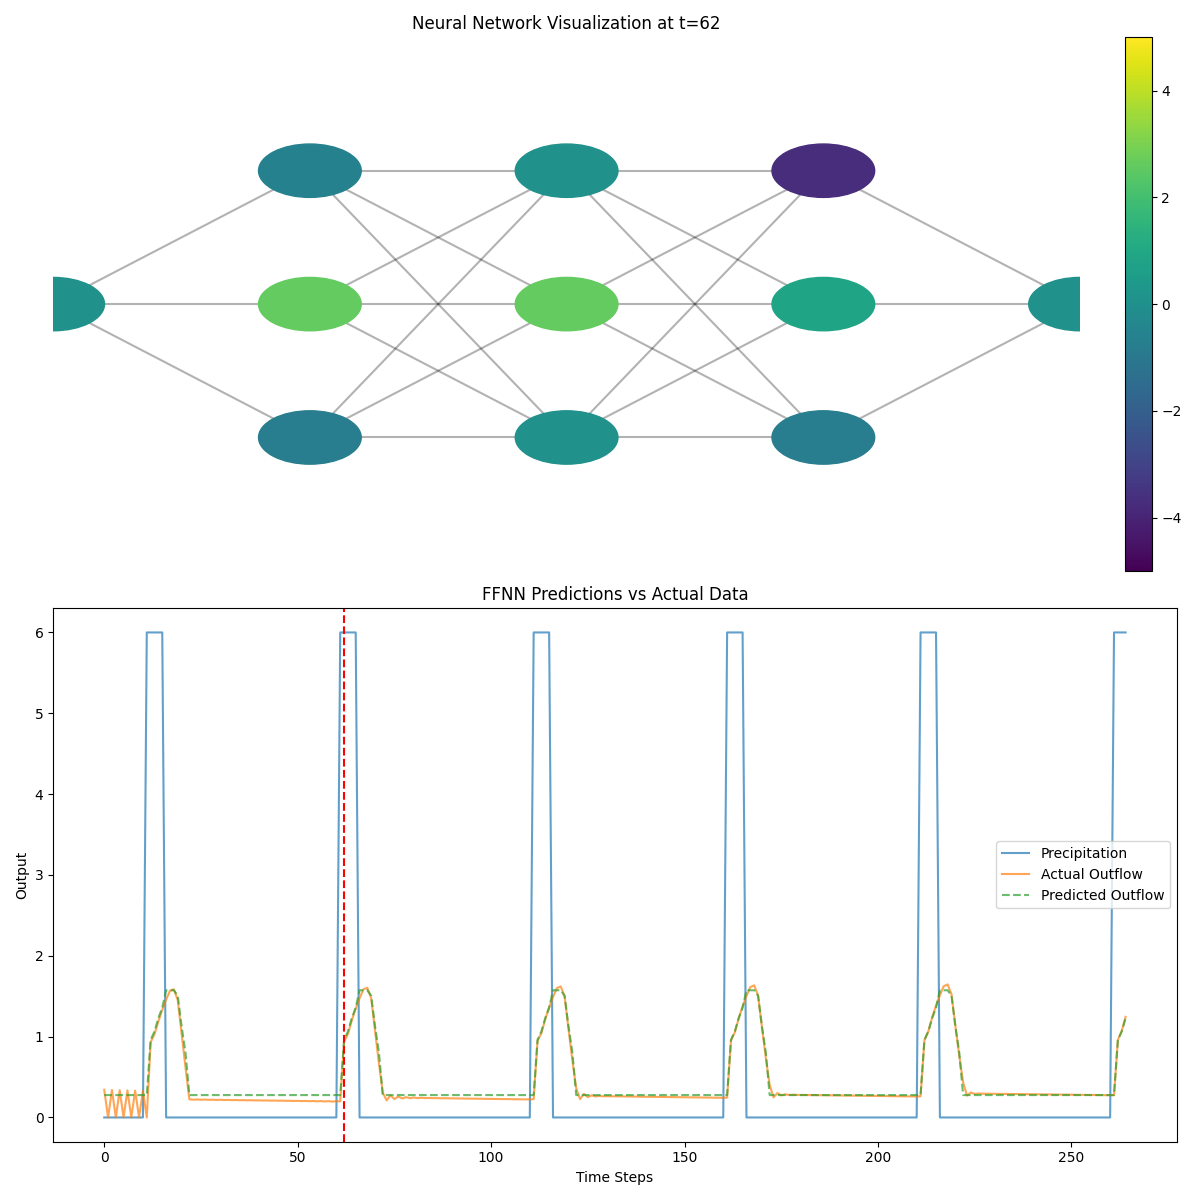 Neural Network Visualization at t=62
4
2
0
−2
−4
FFNN Predictions vs Actual Data
6
5
4
3
2
1
0
Output
Precipitation
Actual Outflow
Predicted Outflow
0 50 100 150 200 250
Time Steps